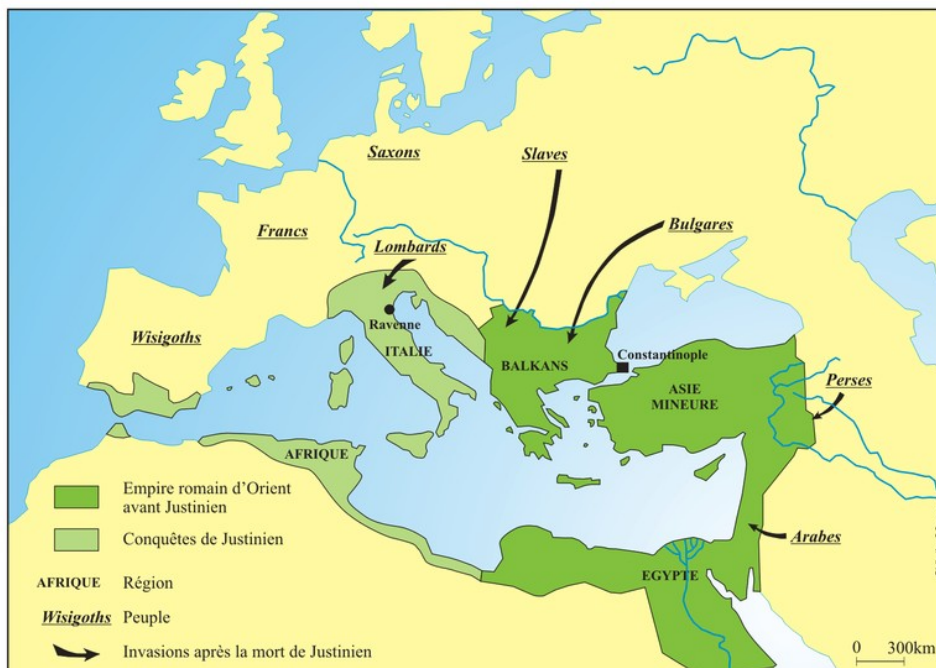 Saxons
Slaves
Francs
Lombards
Bulgares
Ravenne
ITALIE
Wisigoths
BALKANS
Constantinople
ASIE
MINEURE
Perses
AFRIQUE
Arabes
EGYPTE
Empire romain d'Orient
avant Justinien
Conquêtes de Justinien
AFRIQUE Région
Wisigoths Peuple
Invasions après la mort de Justinien
0 300km